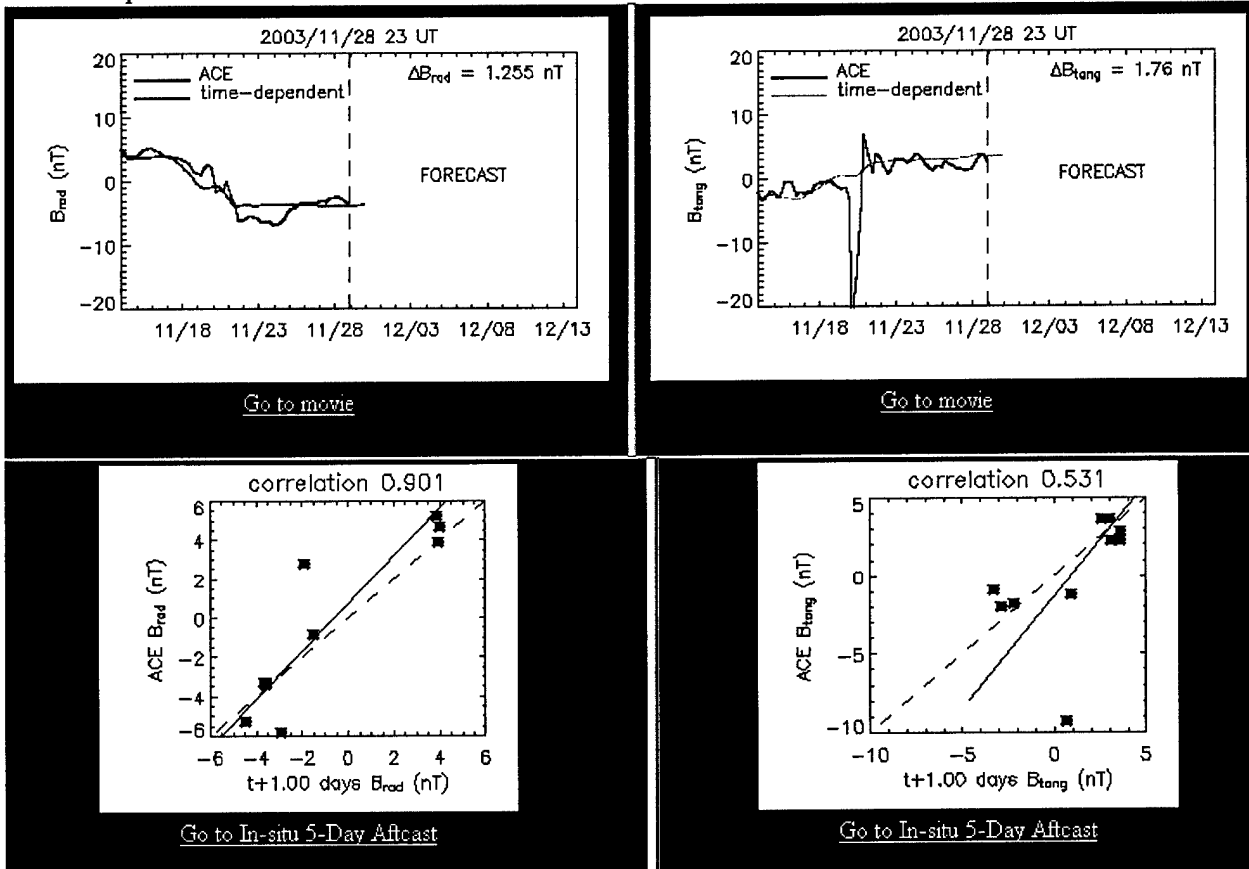 2003/11/28 23 UT
20
10
0
-10
-20
B_rad (nT)
ACE
time-dependent
ΔB_rad = 1.255 nT
FORECAST
11/18 11/23 11/28 12/03 12/08 12/13
Go to movie
2003/11/28 23 UT
20
10
0
-10
-20
B_tang (nT)
ACE
time-dependent
ΔB_tang = 1.76 nT
FORECAST
11/18 11/23 11/28 12/03 12/08 12/13
Go to movie
correlation 0.901
6
4
2
0
-2
-4
-6
ACE B_rad (nT)
-6 -4 -2 0 2 4 6
t+1.00 days B_rad (nT)
Go to In-situ 5-Day Aftcast
correlation 0.531
5
0
-5
-10
ACE B_tang (nT)
-10 -5 0 5
t+1.00 days B_tang (nT)
Go to In-situ 5-Day Aftcast